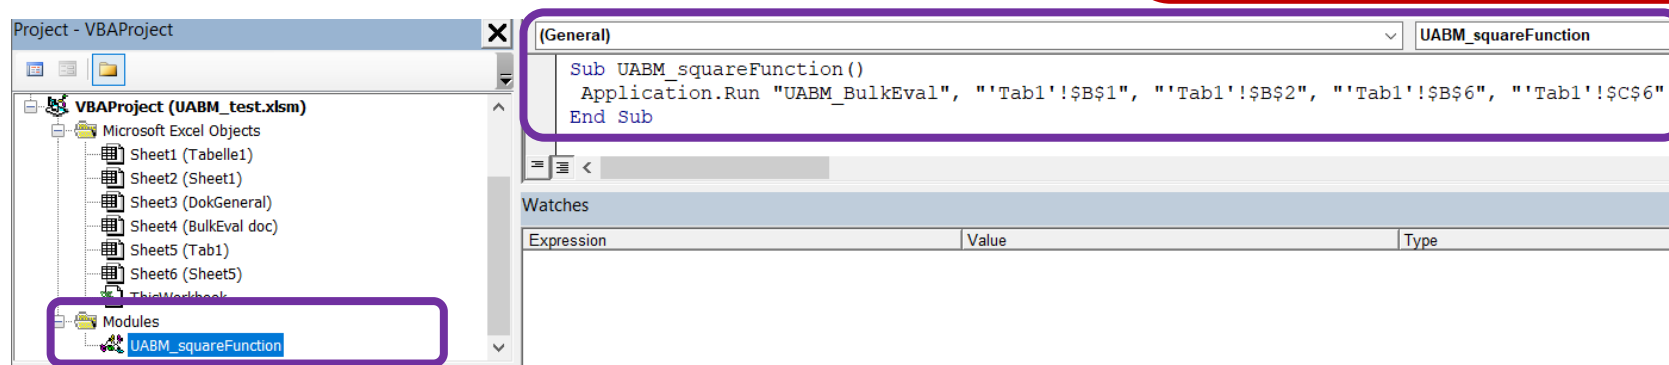 Project - VBAProject
VBAProject (UABM_test.xlsm)
Microsoft Excel Objects
Sheet1 (Tabelle1)
Sheet2 (Sheet1)
Sheet3 (DokGeneral)
Sheet4 (BulkEval doc)
Sheet5 (Tab1)
Sheet6 (Sheet5)
ThisWorkbook
Modules
UABM_squareFunction
(General)
UABM_squareFunction
Sub UABM_squareFunction()
Application.Run "UABM_BulkEval", "'Tab1'!$B$1", "'Tab1'!$B$2", "'Tab1'!$B$6", "'Tab1'!$C$6"
End Sub
Watches
Expression Value Type